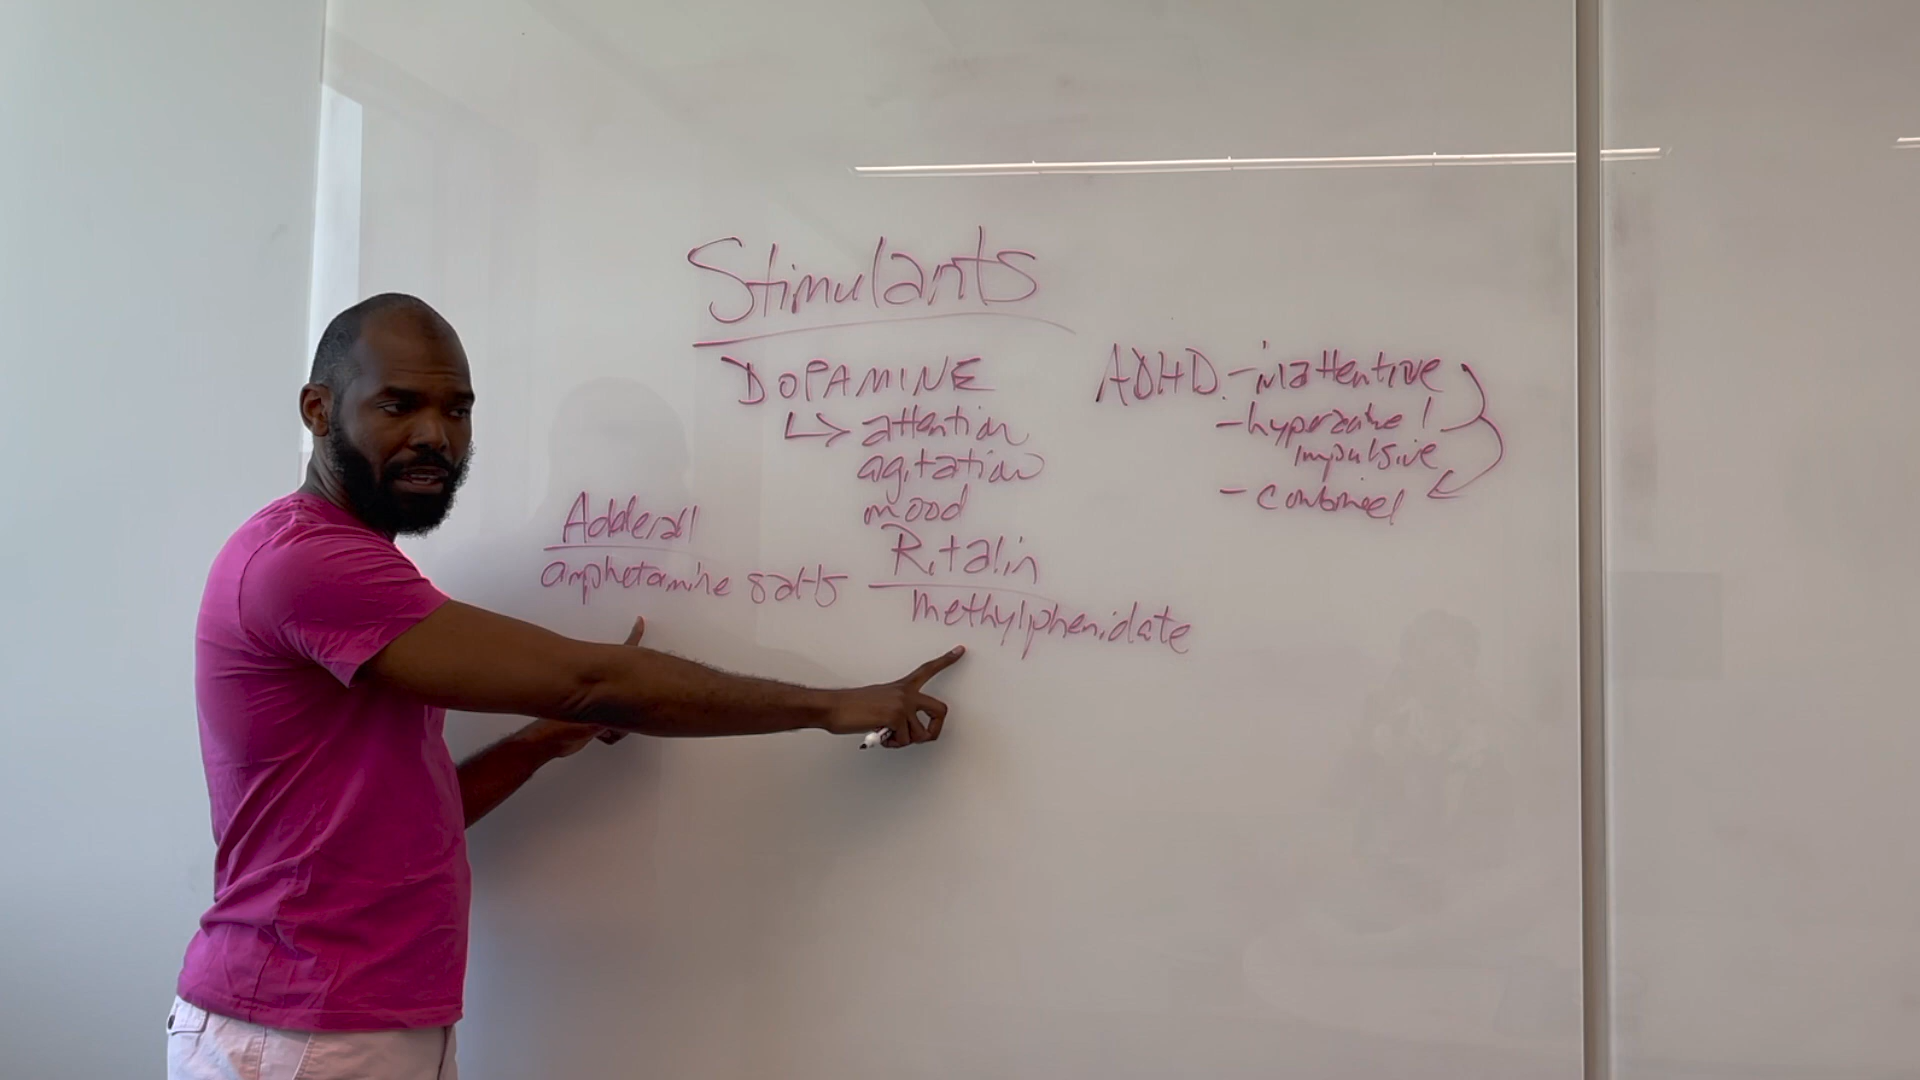 Stimulants
DOPAMINE
↳ attention
agitation
mood
ADHD - inattentive
- hyperactive /
impulsive
- combined
Adderall
amphetamine salts
Ritalin
methylphenidate